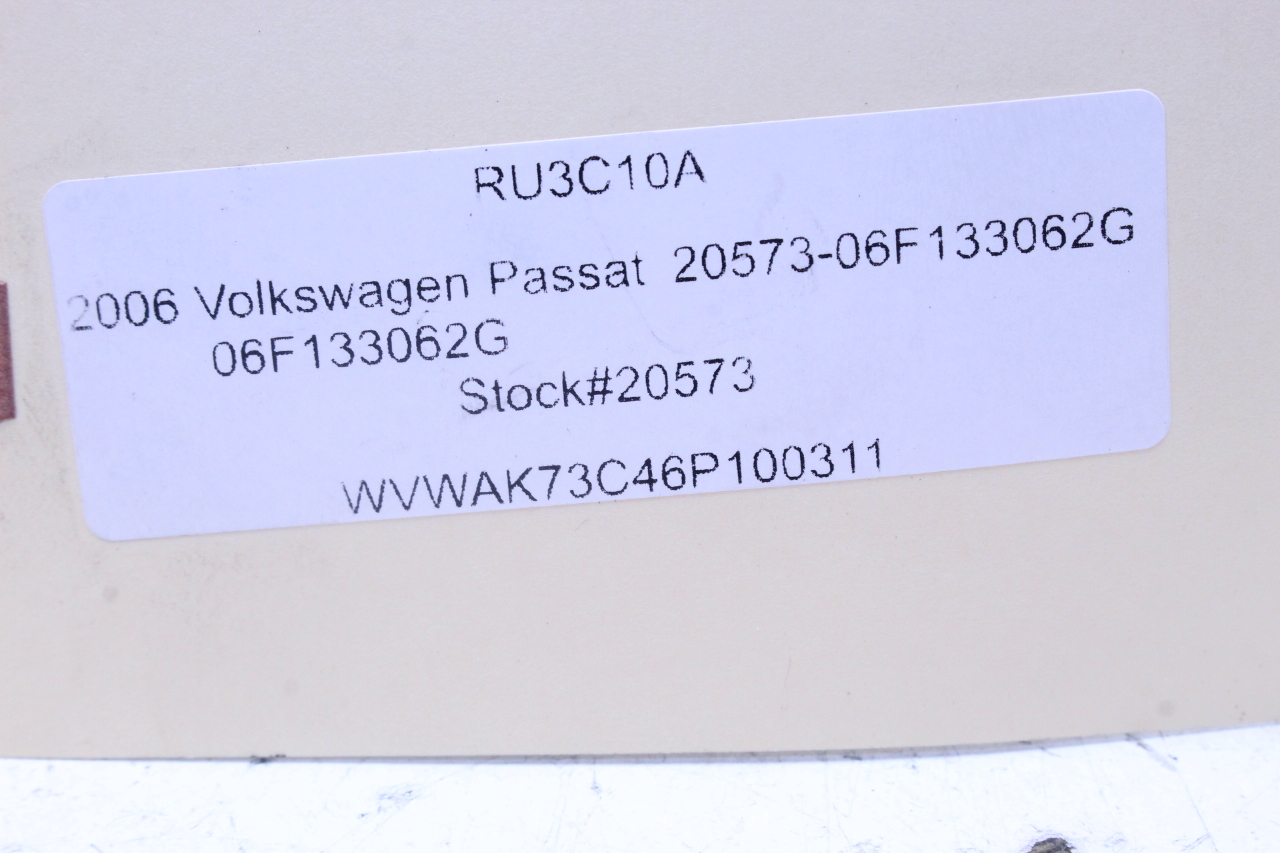 RU3C10A
2006 Volkswagen Passat 20573-06F133062G
06F133062G
Stock#20573
WVWAK73C46P100311